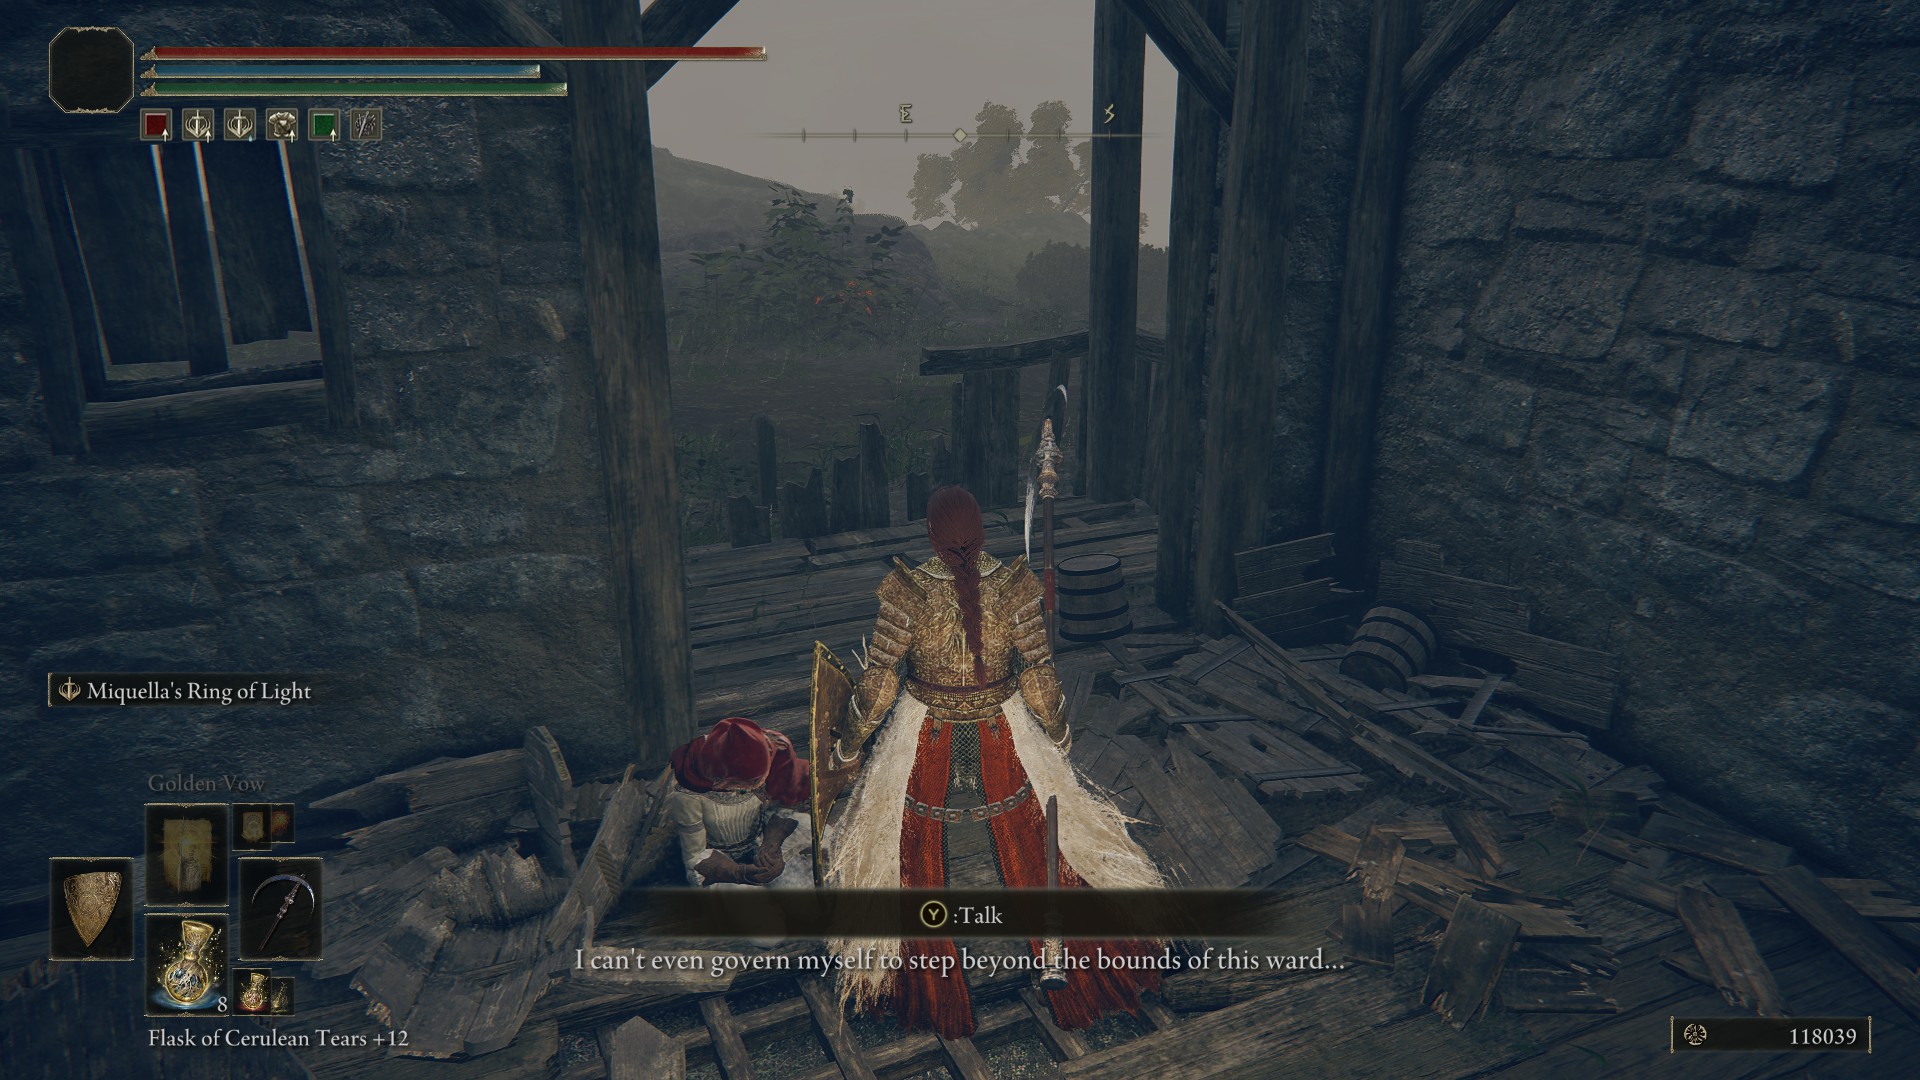 E
S
Miquella's Ring of Light
Golden Vow
8
Flask of Cerulean Tears +12
Y :Talk
I can't even govern myself to step beyond the bounds of this ward...
118039